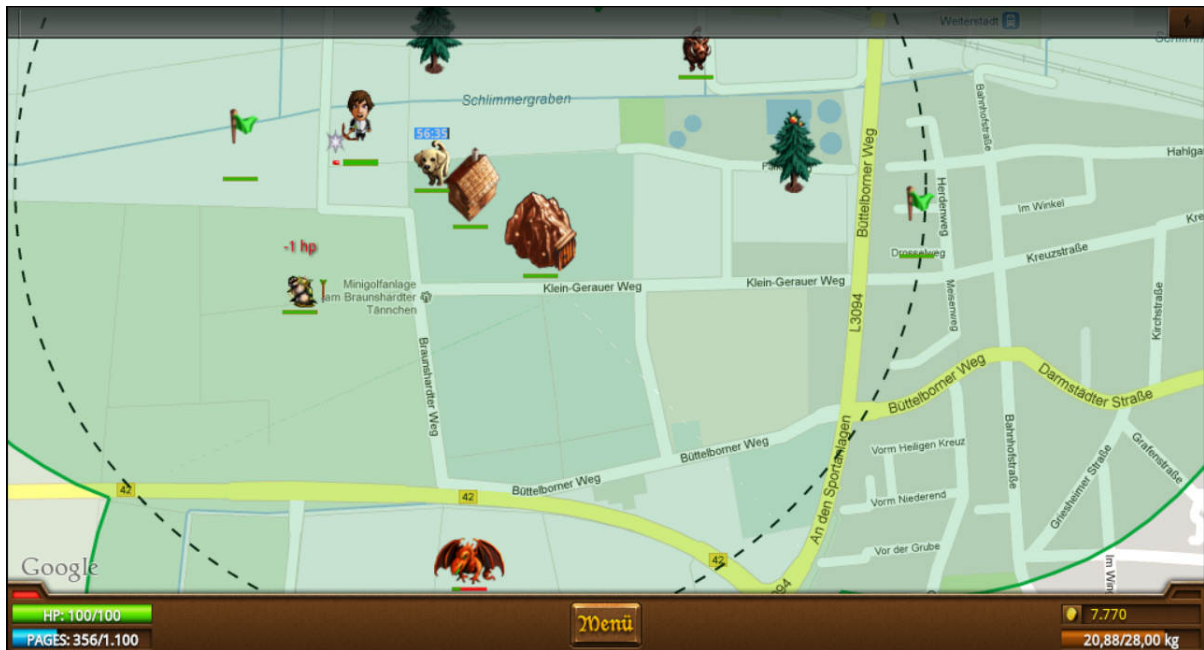 Weiterstadt
Schlimmergraben
56:35
Büttelborner Weg
Bahnhofstraße
Herdenweg
Im Winkel
Drosselweg
Kreuzstraße
-1 hp
Minigolfanlage
am Braunshardter
Tännchen
Klein-Gerauer Weg
Klein-Gerauer Weg
L3094
Meisenweg
Kirchstraße
Braunshardter Weg
Büttelborner Weg
Darmstädter Straße
Büttelborner Weg
An den Sportanlagen
Vorm Heiligen Kreuz
Bahnhofstraße
Griesheimer Straße
Grafenstraße
42
42
Büttelborner Weg
Vorm Niederend
Vor der Grube
42
Google
HP: 100/100
PAGES: 356/1.100
Menü
7.770
20,88/28,00 kg